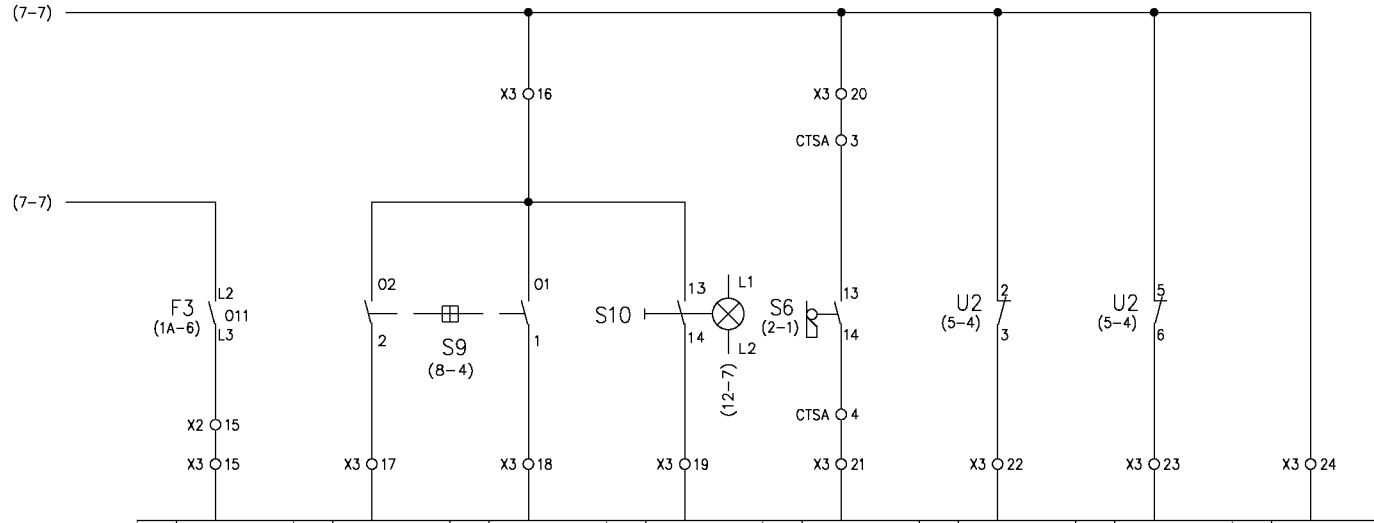 (7-7)
X3 16
X3 20
CTSA 3
(7-7)
L2
F3 011
(1A-6)
L3
02
2
S9
(8-4)
01
1
S10
13
14
L1
L2
(12-7)
S6
(2-1)
13
14
U2
(5-4)
2
3
U2
(5-4)
5
6
X2 15
CTSA 4
X3 15
X3 17
X3 18
X3 19
X3 21
X3 22
X3 23
X3 24